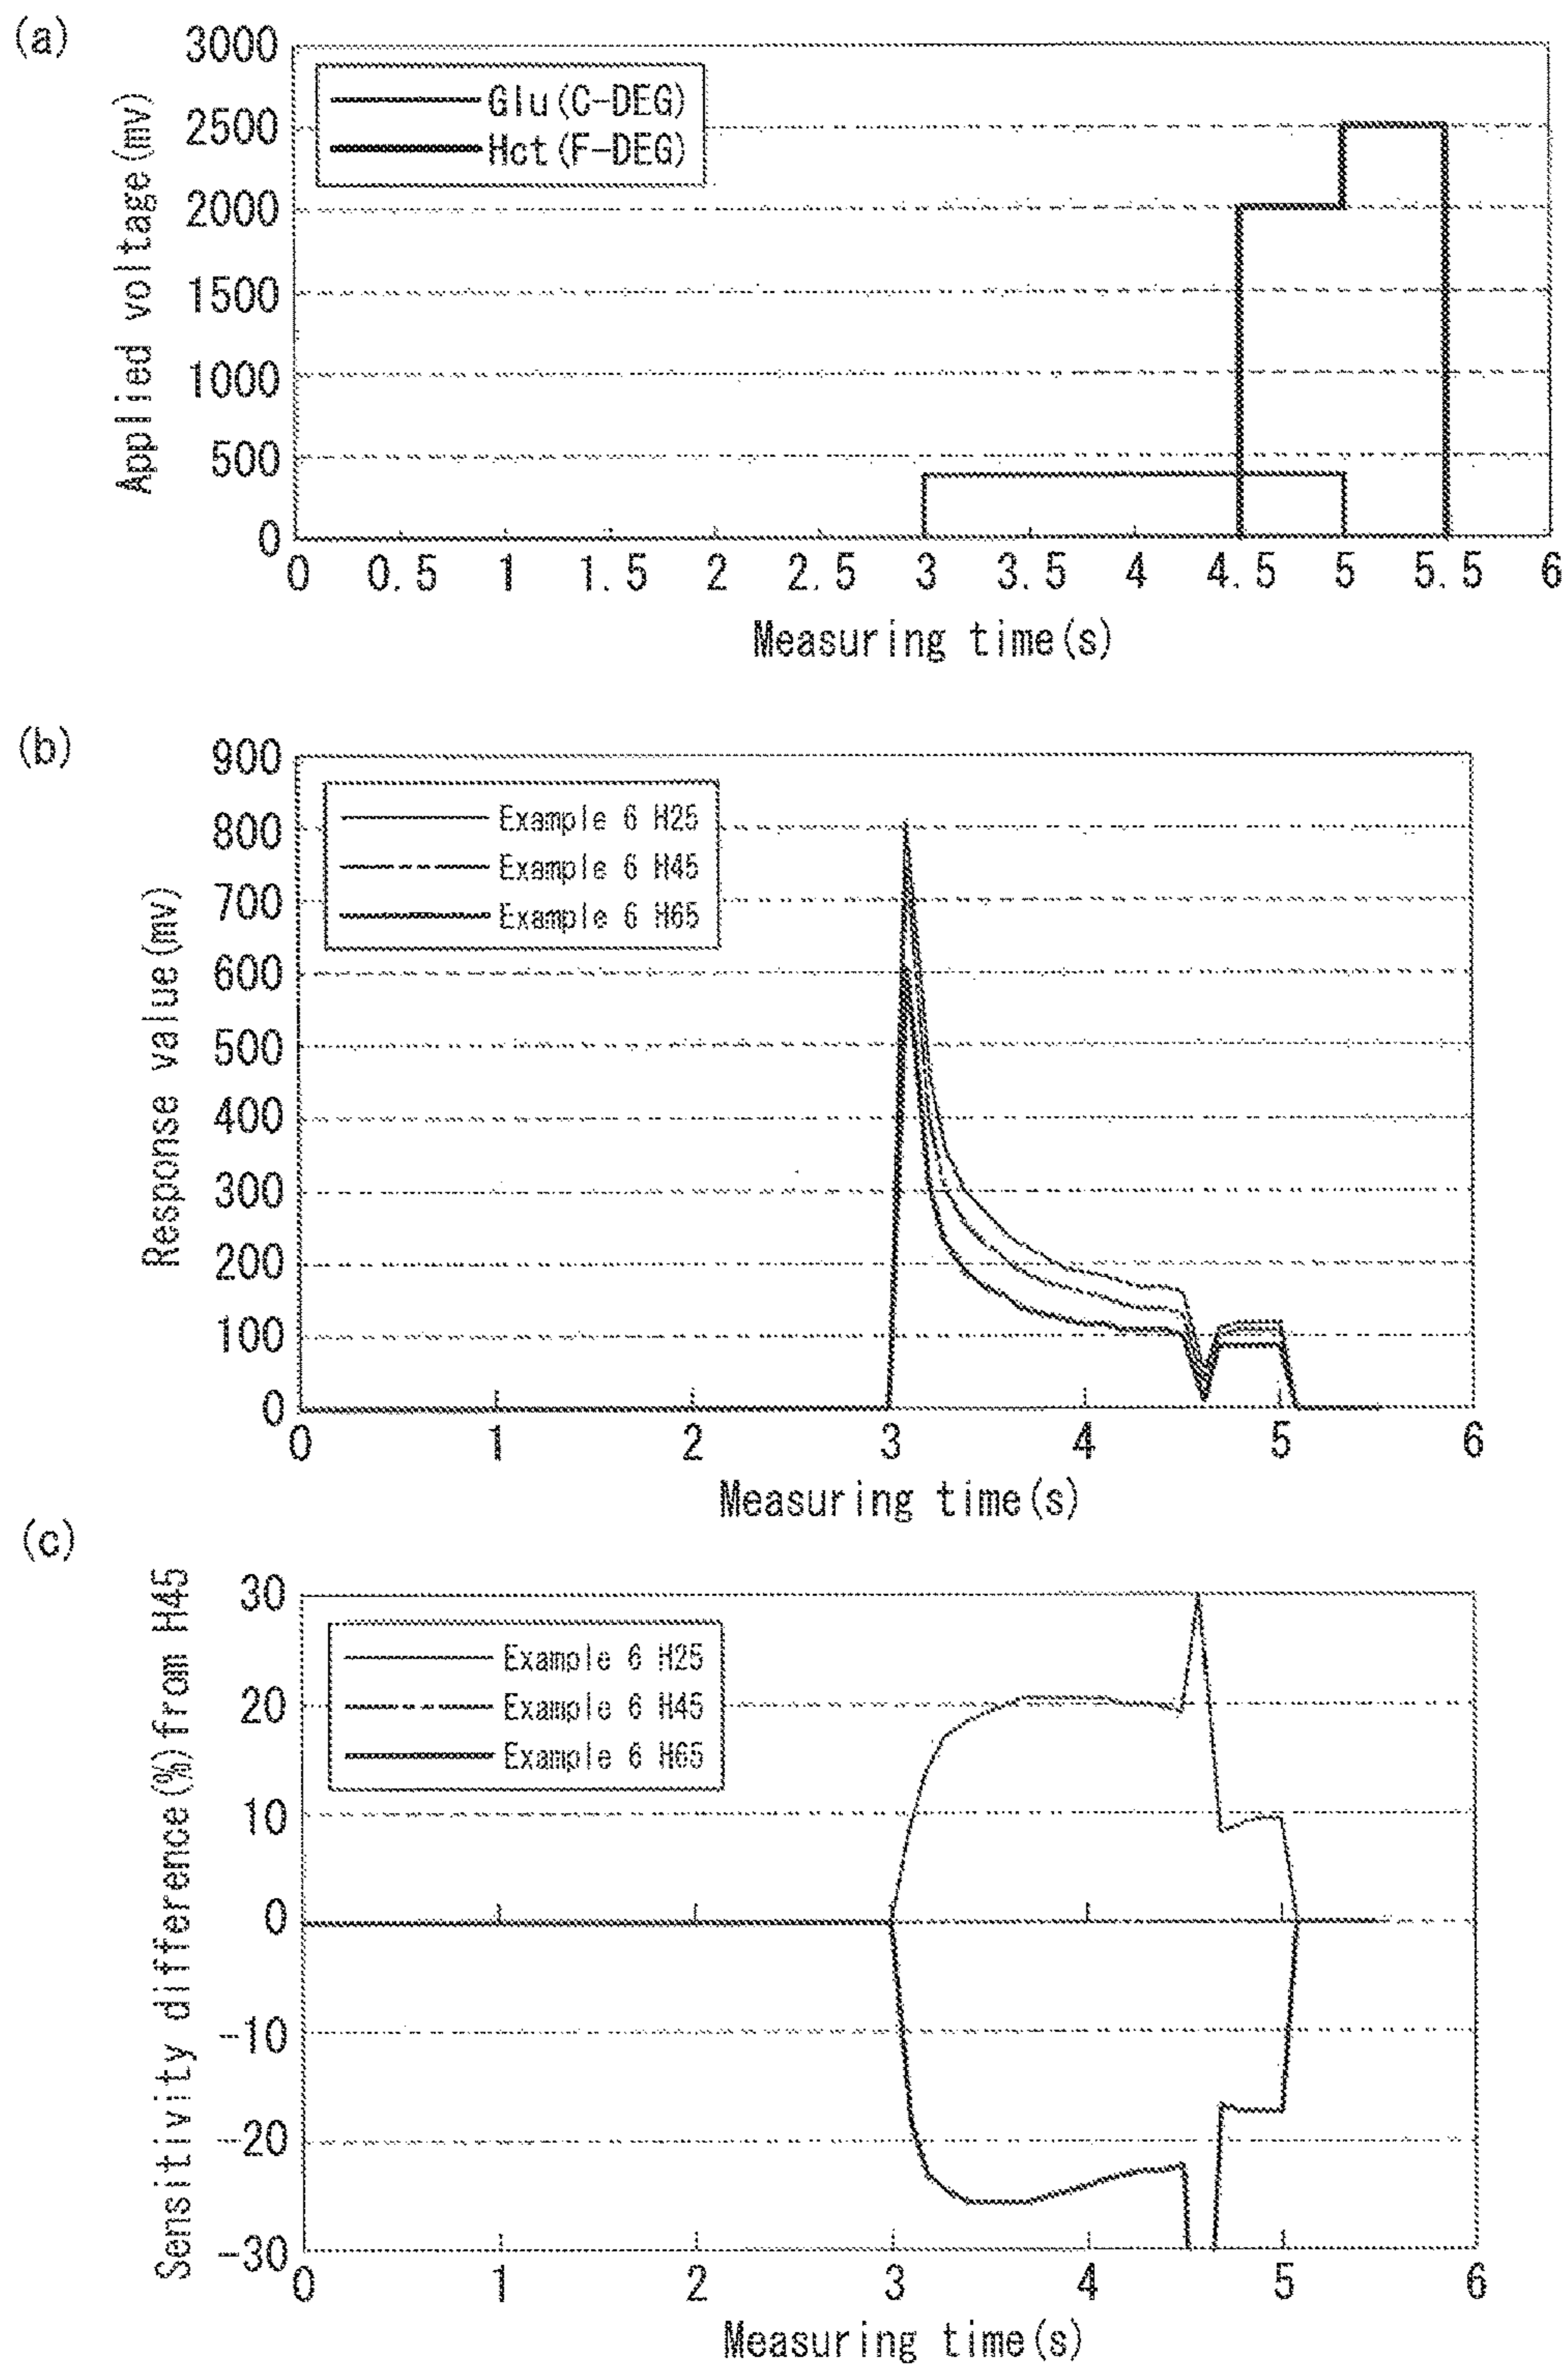 (a)
3000
2500
2000
1500
1000
500
0
Applied voltage(mv)
Glu(C-DEG)
Hct(F-DEG)
0 0.5 1 1.5 2 2.5 3 3.5 4 4.5 5 5.5 6
Measuring time(s)
(b)
900
800
700
600
500
400
300
200
100
0
Response value(mv)
Example 6 H25
Example 6 H45
Example 6 H65
0 1 2 3 4 5 6
Measuring time(s)
(c)
30
20
10
0
-10
-20
-30
Sensitivity difference(%)from H45
Example 6 H25
Example 6 H45
Example 6 H65
0 1 2 3 4 5 6
Measuring time(s)